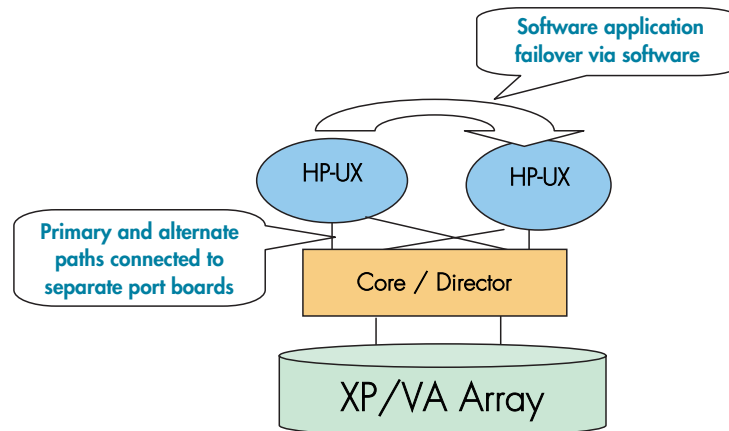 Software application
failover via software
HP-UX
HP-UX
Primary and alternate
paths connected to
separate port boards
Core / Director
XP/VA Array